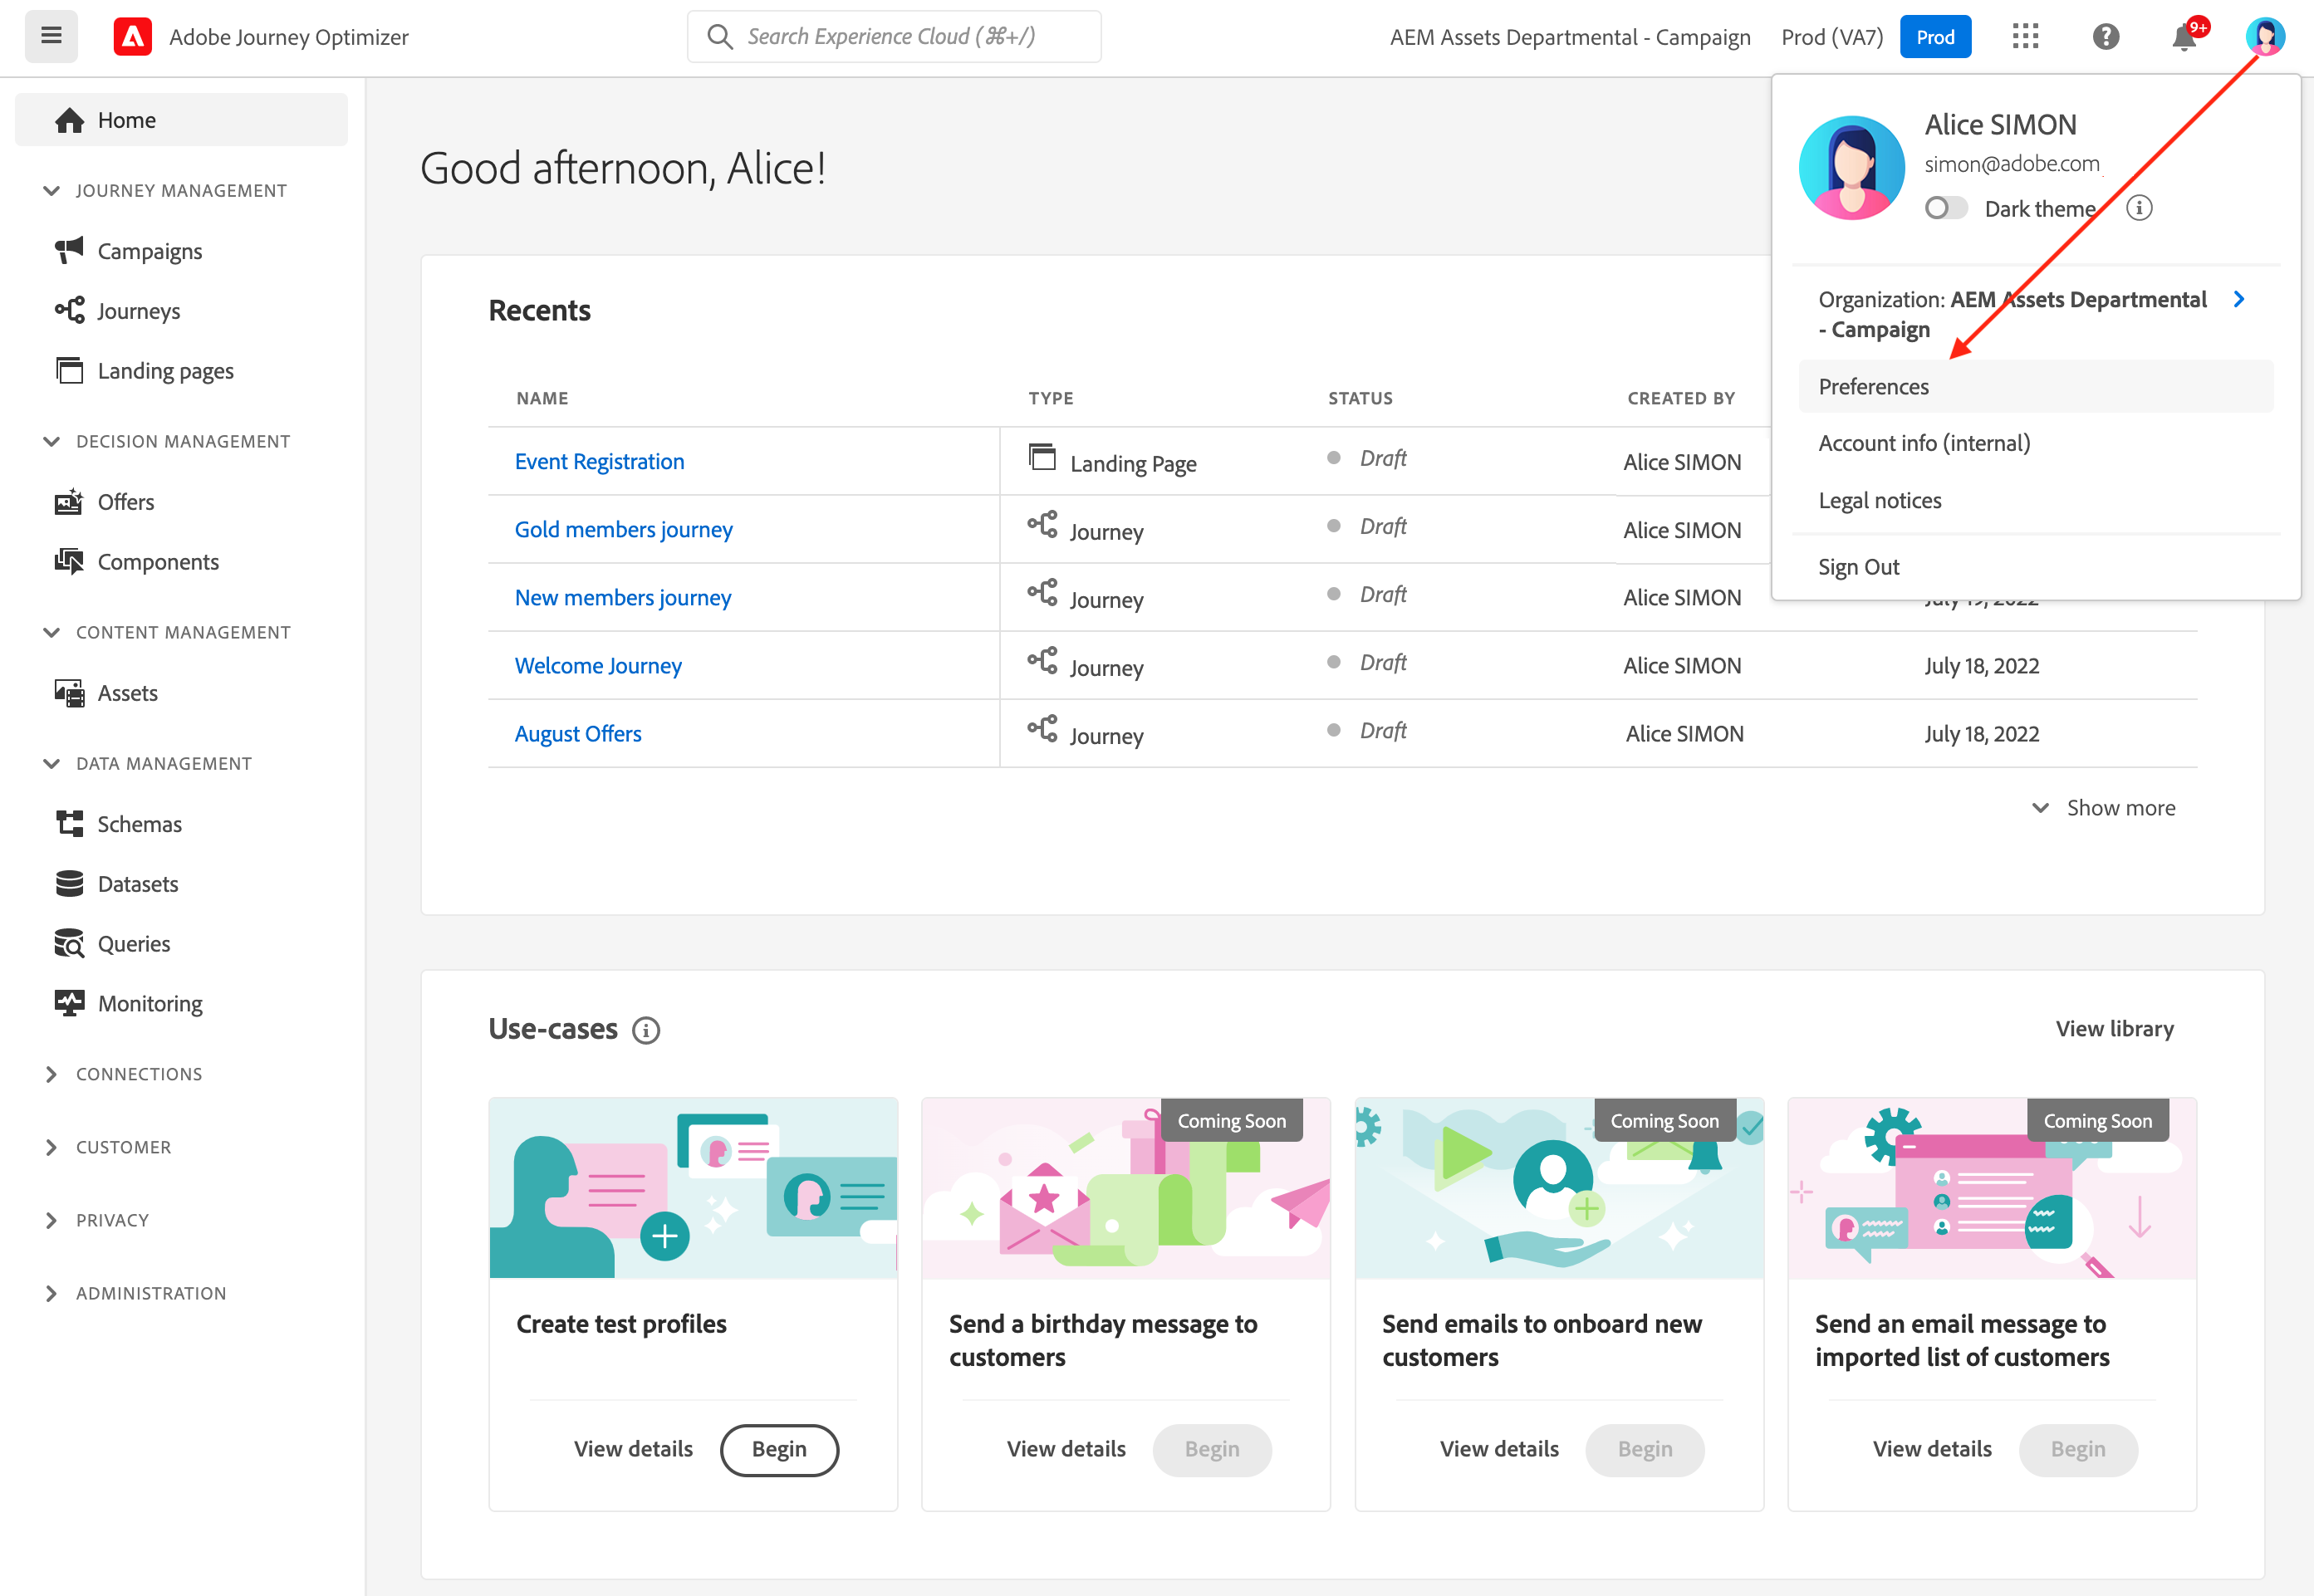 Adobe Journey Optimizer
Search Experience Cloud (⌘+/)
AEM Assets Departmental - Campaign
Prod (VA7)
Prod
9+
Home
JOURNEY MANAGEMENT
Campaigns
Journeys
Landing pages
DECISION MANAGEMENT
Offers
Components
CONTENT MANAGEMENT
Assets
DATA MANAGEMENT
Schemas
Datasets
Queries
Monitoring
CONNECTIONS
CUSTOMER
PRIVACY
ADMINISTRATION
Good afternoon, Alice!
Alice SIMON
simon@adobe.com
Dark theme
Organization: AEM Assets Departmental
- Campaign
Preferences
Account info (internal)
Legal notices
Sign Out
Recents
NAME TYPE STATUS CREATED BY
Event Registration Landing Page Draft Alice SIMON
Gold members journey Journey Draft Alice SIMON
New members journey Journey Draft Alice SIMON July 19, 2022
Welcome Journey Journey Draft Alice SIMON July 18, 2022
August Offers Journey Draft Alice SIMON July 18, 2022
Show more
Use-cases
View library
Create test profiles
View details Begin
Coming Soon
Send a birthday message to
customers
View details Begin
Coming Soon
Send emails to onboard new
customers
View details Begin
Coming Soon
Send an email message to
imported list of customers
View details Begin